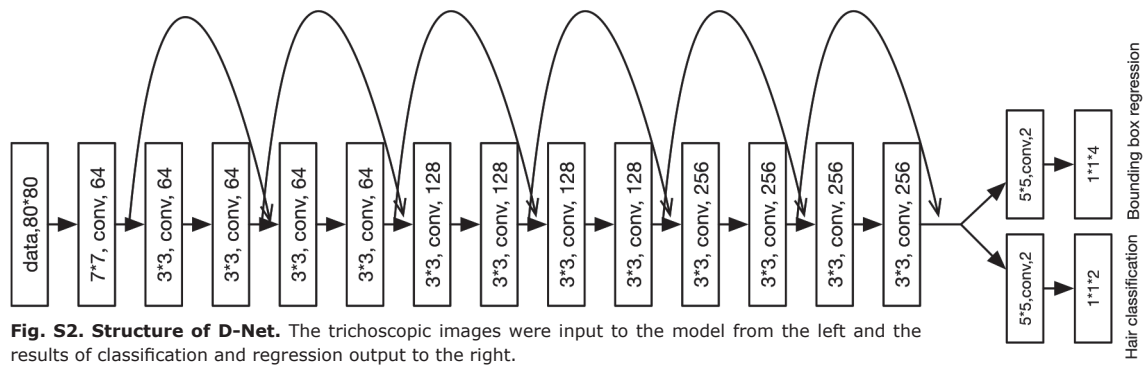 data,80*80
7*7, conv, 64
3*3, conv, 64
3*3, conv, 64
3*3, conv, 64
3*3, conv, 64
3*3, conv, 128
3*3, conv, 128
3*3, conv, 128
3*3, conv, 128
3*3, conv, 256
3*3, conv, 256
3*3, conv, 256
3*3, conv, 256
5*5,conv,2
1*1*4
Bounding box regression
5*5,conv,2
1*1*2
Hair classification
Fig. S2. Structure of D-Net. The trichoscopic images were input to the model from the left and the
results of classification and regression output to the right.